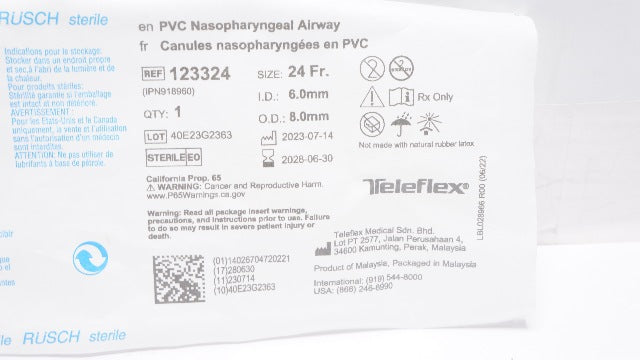 RUSCH sterile
en PVC Nasopharyngeal Airway
fr Canules nasopharyngées en PVC
Indications pour le stockage.
Stocker dans un endroit propre
et sec,à l'abri de la lumière et de
la chaleur.
Pour produits stériles:
Stérilité garantie si l'emballage
est intact et non détérioré.
AVERTISSEMENT:
Pour les Etats-Unis et le Canada
uniquement, la vente et l'utilisation
sans l'autorisation d'un médecin
sont interdites.
ATTENTION: Ne pas utiliser de
lubrifiants à base de pétrole.
REF 123324
(IPN918960)
QTY: 1
LOT 40E23G2363
STERILE EO
SIZE: 24 Fr.
I.D.: 6.0mm
O.D.: 8.0mm
2023-07-14
2028-06-30
Rx Only
Not made with natural rubber latex
California Prop. 65
WARNING: Cancer and Reproductive Harm.
www.P65Warnings.ca.gov
Warning: Read all package insert warnings,
precautions, and instructions prior to use. Failure
to do so may result in severe patient injury or
death.
Teleflex®
LBL028966 R00 (06/22)
(01)14026704720221
(17)280630
(11)230714
(10)40E23G2363
Teleflex Medical Sdn. Bhd.
Lot PT 2577, Jalan Perusahaan 4,
34600 Kamunting, Perak, Malaysia
Product of Malaysia, Packaged in Malaysia
International: (919) 544-8000
USA: (866) 246-6990
RUSCH sterile